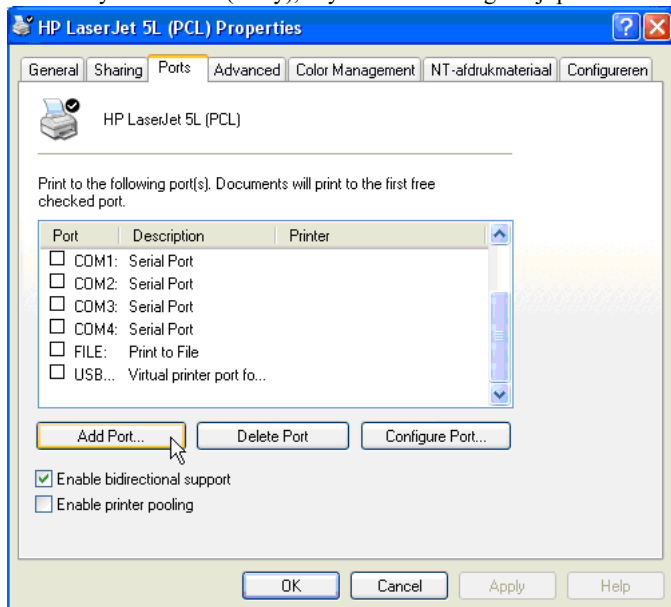 HP LaserJet 5L (PCL) Properties
General Sharing Ports Advanced Color Management NT-afdrukmateriaal Configureren
HP LaserJet 5L (PCL)
Print to the following port(s). Documents will print to the first free
checked port.
Port Description Printer
COM1: Serial Port
COM2: Serial Port
COM3: Serial Port
COM4: Serial Port
FILE: Print to File
USB... Virtual printer port fo...
Add Port... Delete Port Configure Port...
Enable bidirectional support
Enable printer pooling
OK Cancel Apply Help